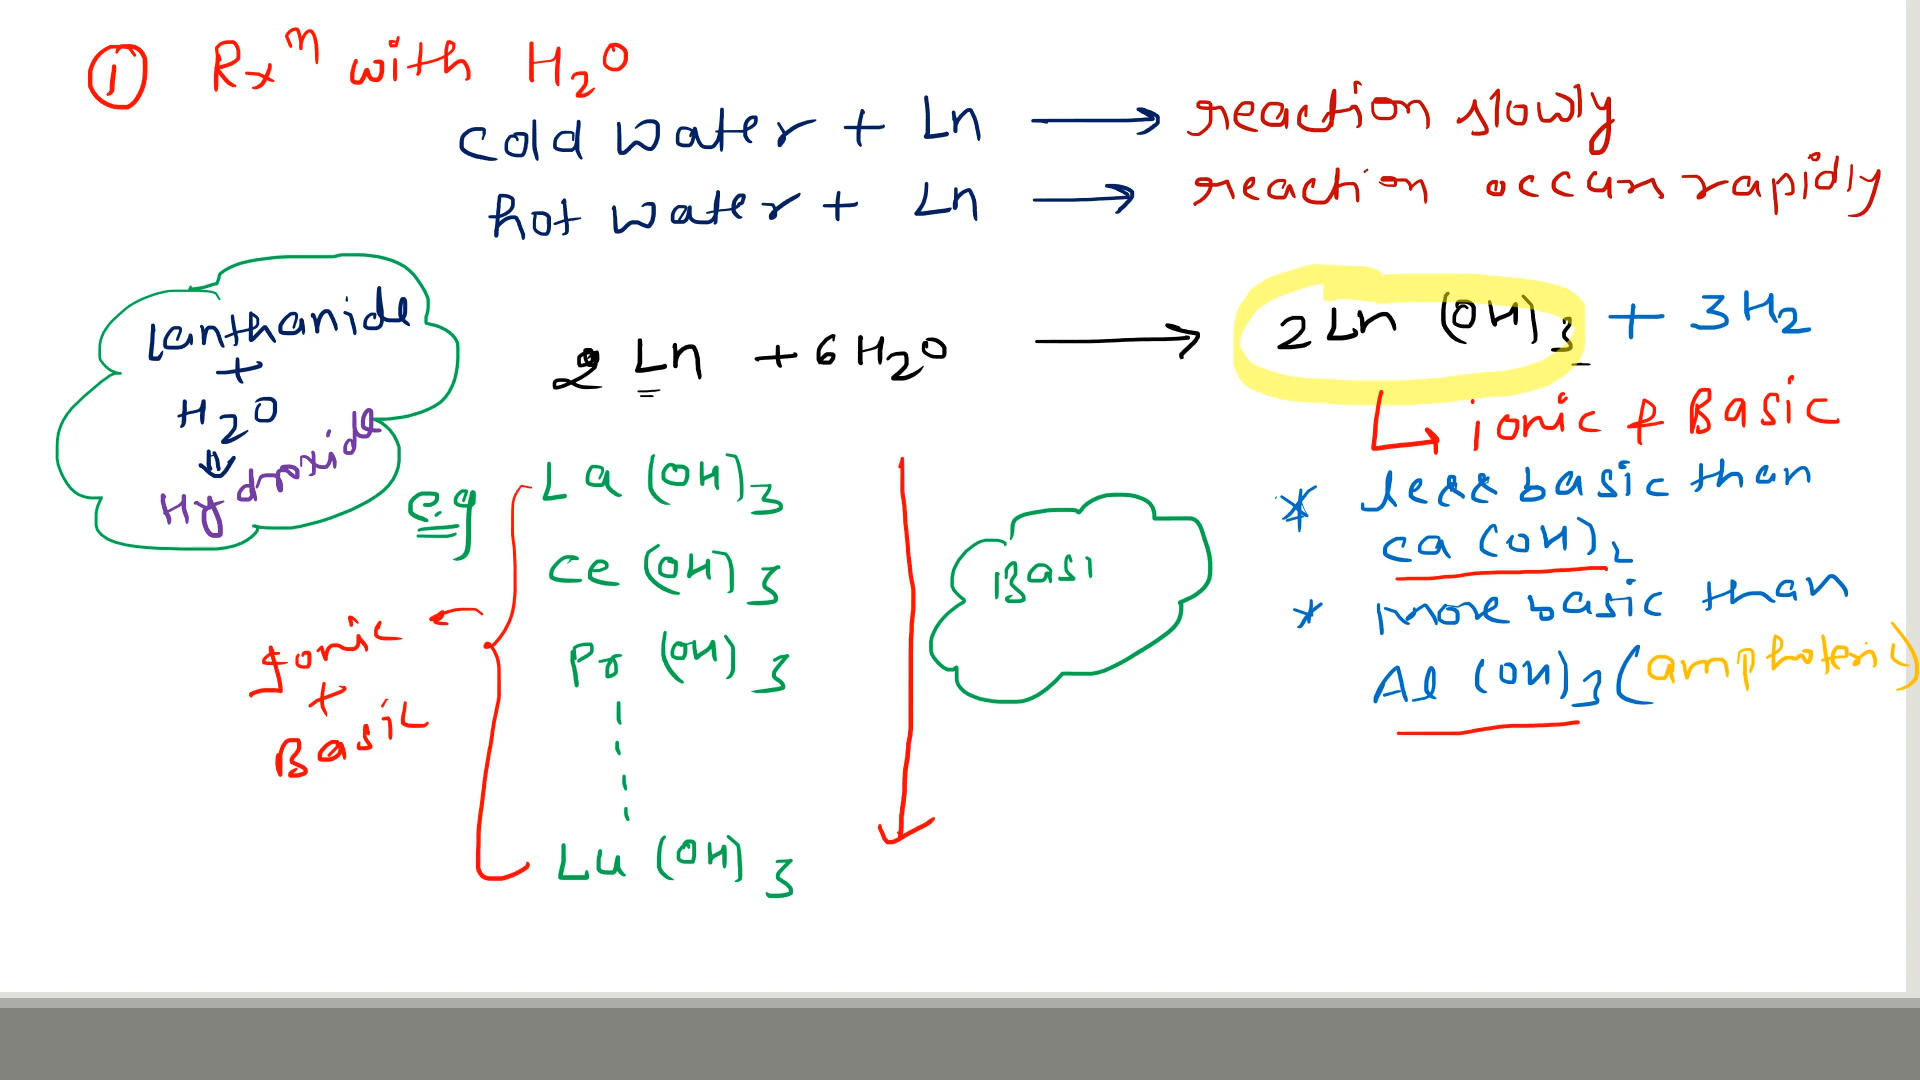 ① Rxⁿ with H₂O
cold water + Ln ⟶ reaction slowly
hot water + Ln ⟶ reaction occurs rapidly
lanthanide
+
H₂O
⇓
Hydroxide
2 Ln + 6H₂O ⟶ 2Ln (OH)₃ + 3H₂
↳ ionic & Basic
* less basic than
Ca (OH)₂
* more basic than
Al (OH)₃ (amphoteric)
e.g
La (OH)₃
Ce (OH)₃
Pr (OH)₃
Lu (OH)₃
Ionic
+
Basic
Basi